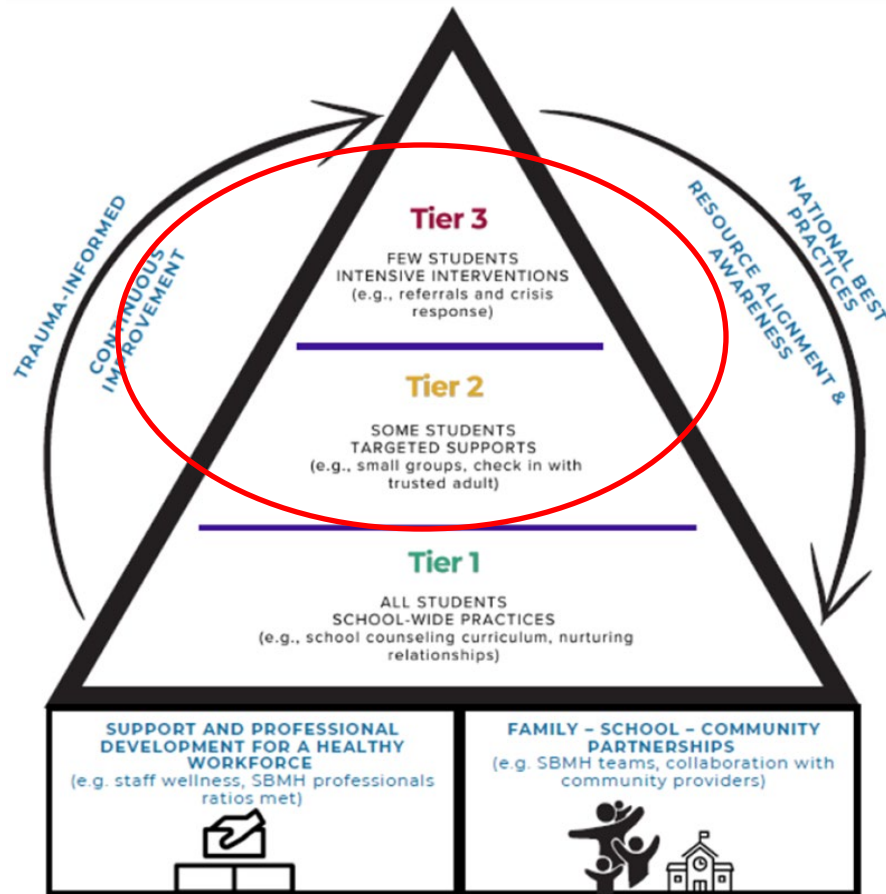 TRAUMA-INFORMED
CONTINUOUS
IMPROVEMENT
NATIONAL BEST
PRACTICES
RESOURCE ALIGNMENT &
AWARENESS
Tier 3
FEW STUDENTS
INTENSIVE INTERVENTIONS
(e.g., referrals and crisis
response)
Tier 2
SOME STUDENTS
TARGETED SUPPORTS
(e.g., small groups, check in with
trusted adult)
Tier 1
ALL STUDENTS
SCHOOL-WIDE PRACTICES
(e.g., school counseling curriculum, nurturing
relationships)
SUPPORT AND PROFESSIONAL
DEVELOPMENT FOR A HEALTHY
WORKFORCE
(e.g. staff wellness, SBMH professionals
ratios met)
FAMILY – SCHOOL – COMMUNITY
PARTNERSHIPS
(e.g. SBMH teams, collaboration with
community providers)